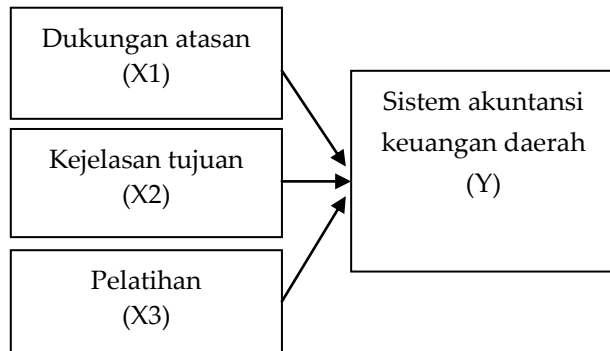 Dukungan atasan
(X1)
Kejelasan tujuan
(X2)
Pelatihan
(X3)
Sistem akuntansi
keuangan daerah
(Y)